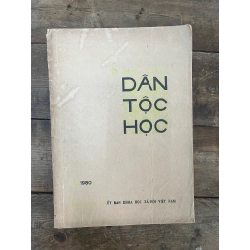 DÂN
TỘC
HỌC
1980
ỦY BAN KHOA HỌC XÃ HỘI VIỆT NAM